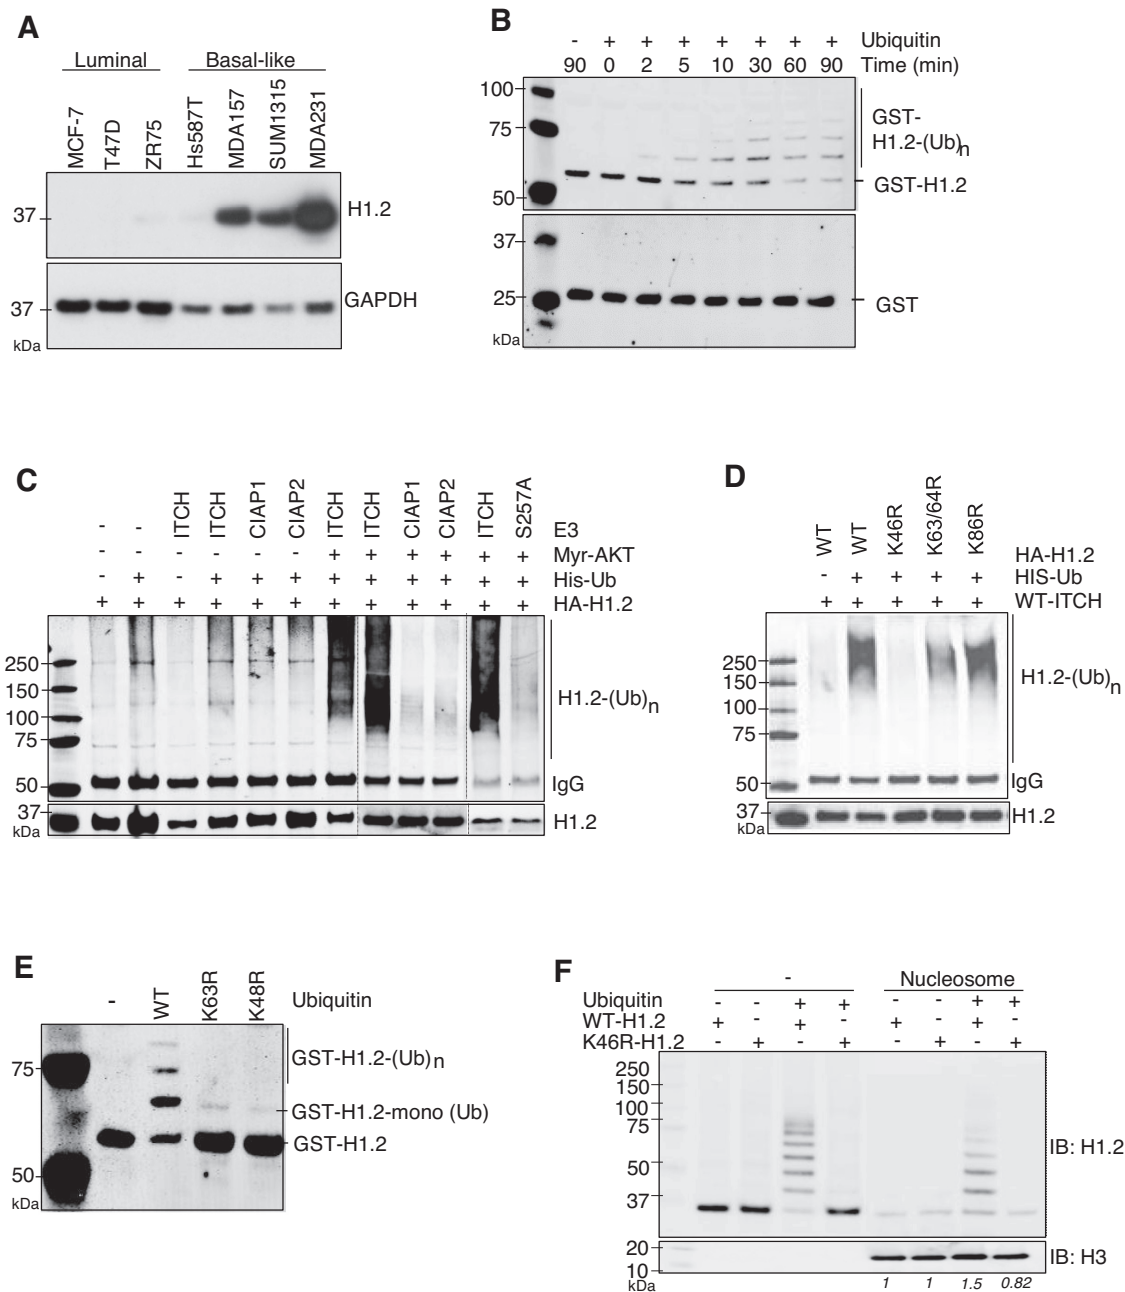 A
Luminal Basal-like
MCF-7 T47D ZR75 Hs587T MDA157 SUM1315 MDA231
37 H1.2
37 GAPDH
kDa
B
- + + + + + + + Ubiquitin
90 0 2 5 10 30 60 90 Time (min)
100
75
50
GST-
H1.2-(Ub)n
GST-H1.2
37
25
GST
kDa
C
- - ITCH ITCH CIAP1 CIAP2 ITCH ITCH CIAP1 CIAP2 ITCH S257A E3
- - - - - - + + + + + + Myr-AKT
- + - + + + + + + + + + His-Ub
+ + + + + + + + + + + + HA-H1.2
250
150
100
75
50
H1.2-(Ub)n
IgG
37
kDa
H1.2
D
WT WT K46R K63/64R K86R HA-H1.2
- + + + + HIS-Ub
+ + + + + WT-ITCH
250
150
100
75
50
H1.2-(Ub)n
IgG
37
kDa
H1.2
E
- WT K63R K48R Ubiquitin
75
50
kDa
GST-H1.2-(Ub)n
GST-H1.2-mono (Ub)
GST-H1.2
F
- Nucleosome
Ubiquitin - - + + - - + +
WT-H1.2 + - + - + - + -
K46R-H1.2 - + - + - + - +
250
150
100
75
50
37
IB: H1.2
20
10
kDa
IB: H3
1 1 1.5 0.82